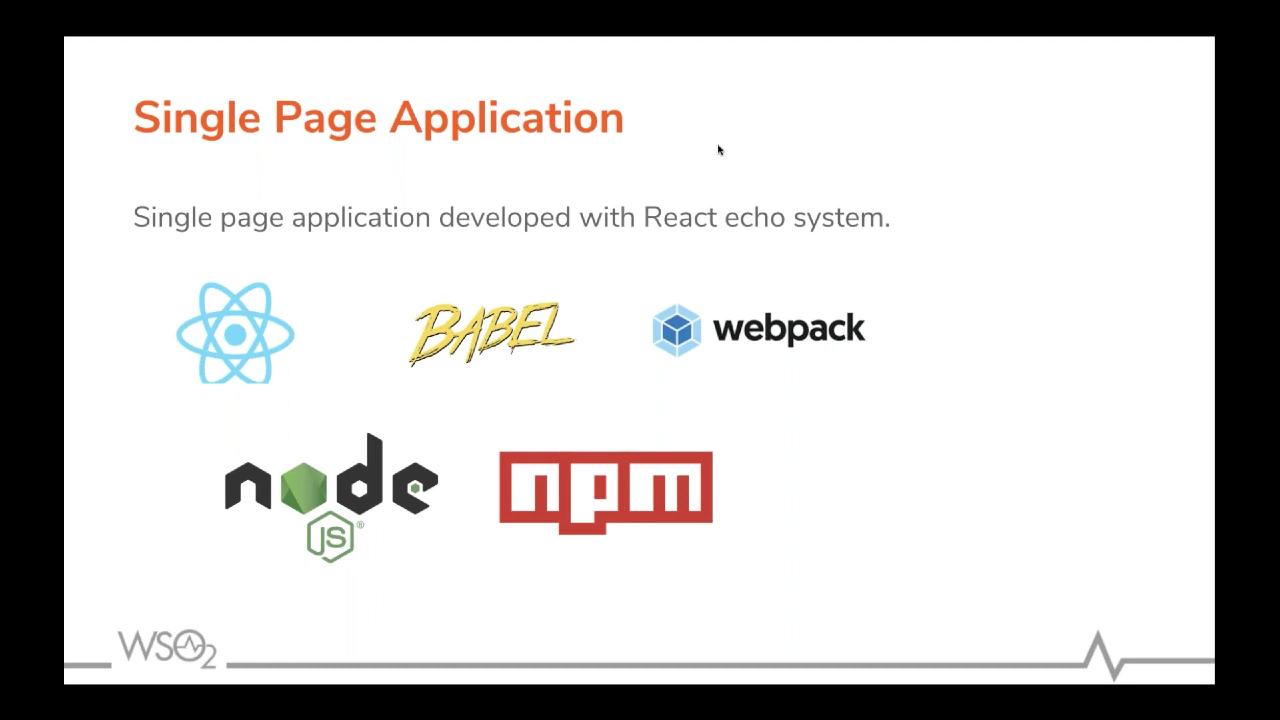 Single Page Application
Single page application developed with React echo system.
BABEL
webpack
node
JS®
npm
WSO2